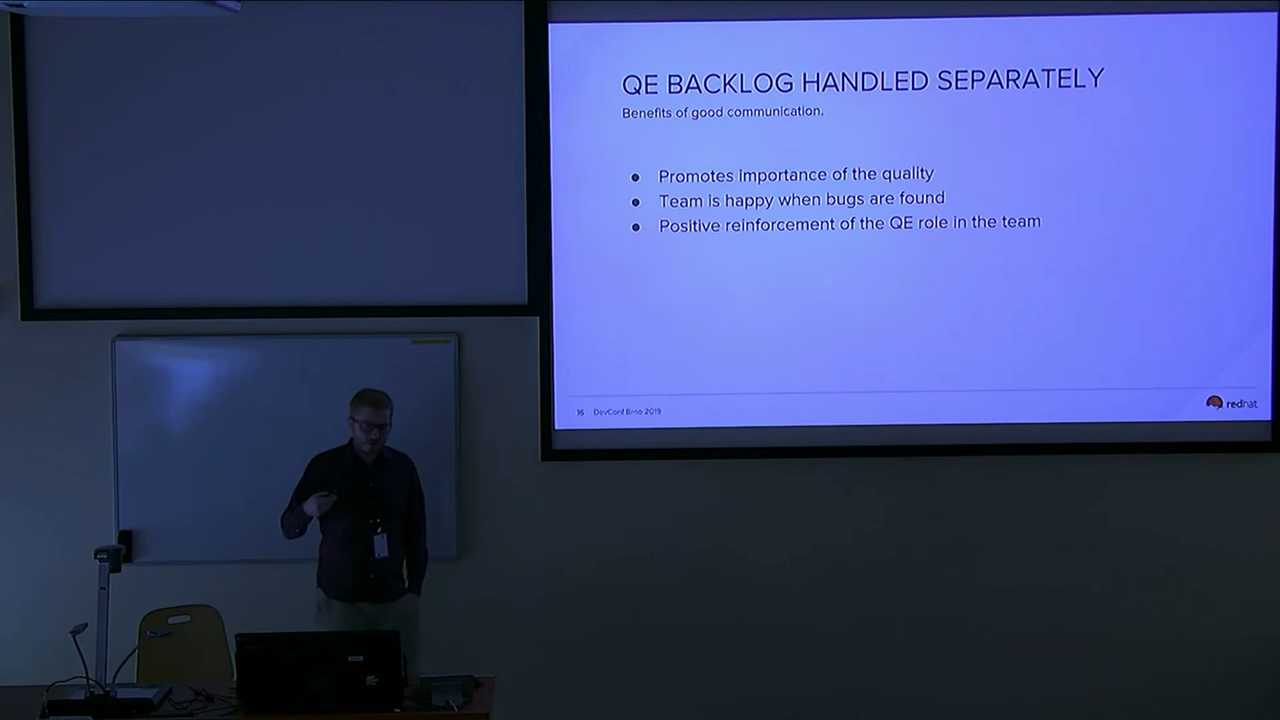 QE BACKLOG HANDLED SEPARATELY
Benefits of good communication.
● Promotes importance of the quality
● Team is happy when bugs are found
● Positive reinforcement of the QE role in the team
16 DevConf Brno 2019
redhat